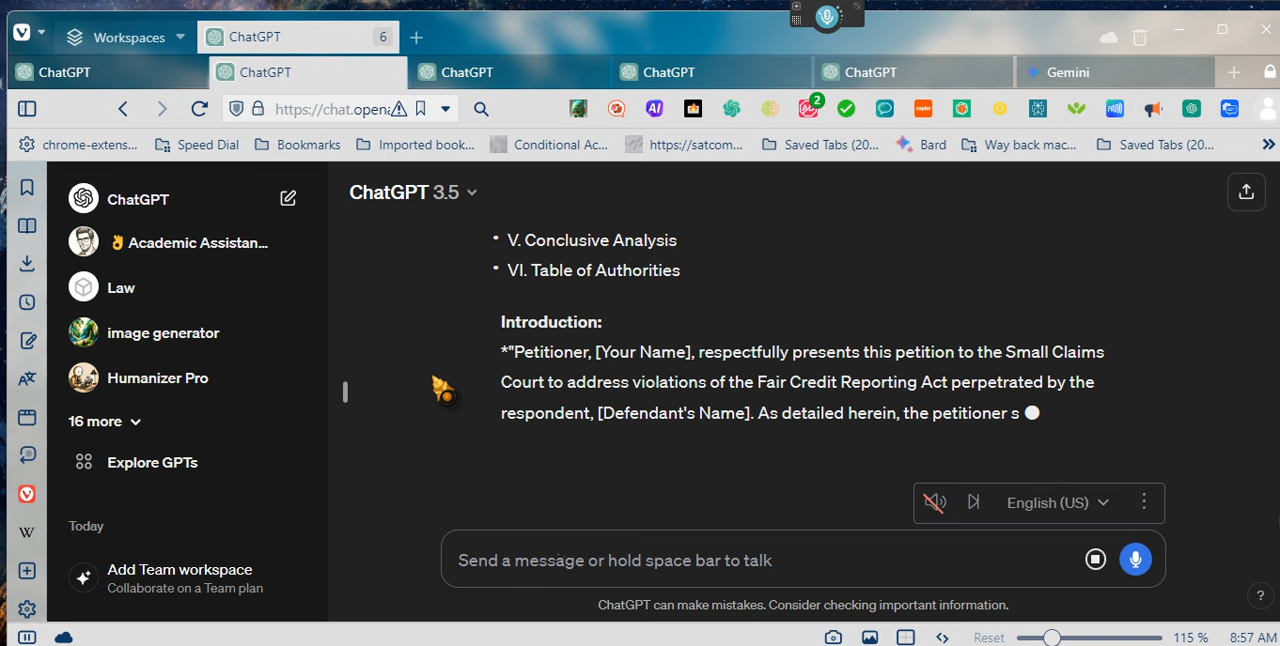 Workspaces
ChatGPT 6
ChatGPT
ChatGPT
ChatGPT
ChatGPT
ChatGPT
Gemini
https://chat.opena
AI
2
chrome-extens...
Speed Dial
Bookmarks
Imported book...
Conditional Ac...
https://satcom...
Saved Tabs (20...
Bard
Way back mac...
Saved Tabs (20...
ChatGPT
👌 Academic Assistan...
Law
image generator
Humanizer Pro
16 more
Explore GPTs
Today
Add Team workspace
Collaborate on a Team plan
W
ChatGPT 3.5
• V. Conclusive Analysis
• VI. Table of Authorities
Introduction:
*"Petitioner, [Your Name], respectfully presents this petition to the Small Claims
Court to address violations of the Fair Credit Reporting Act perpetrated by the
respondent, [Defendant's Name]. As detailed herein, the petitioner s
English (US)
Send a message or hold space bar to talk
ChatGPT can make mistakes. Consider checking important information.
?
Reset
115 %
8:57 AM